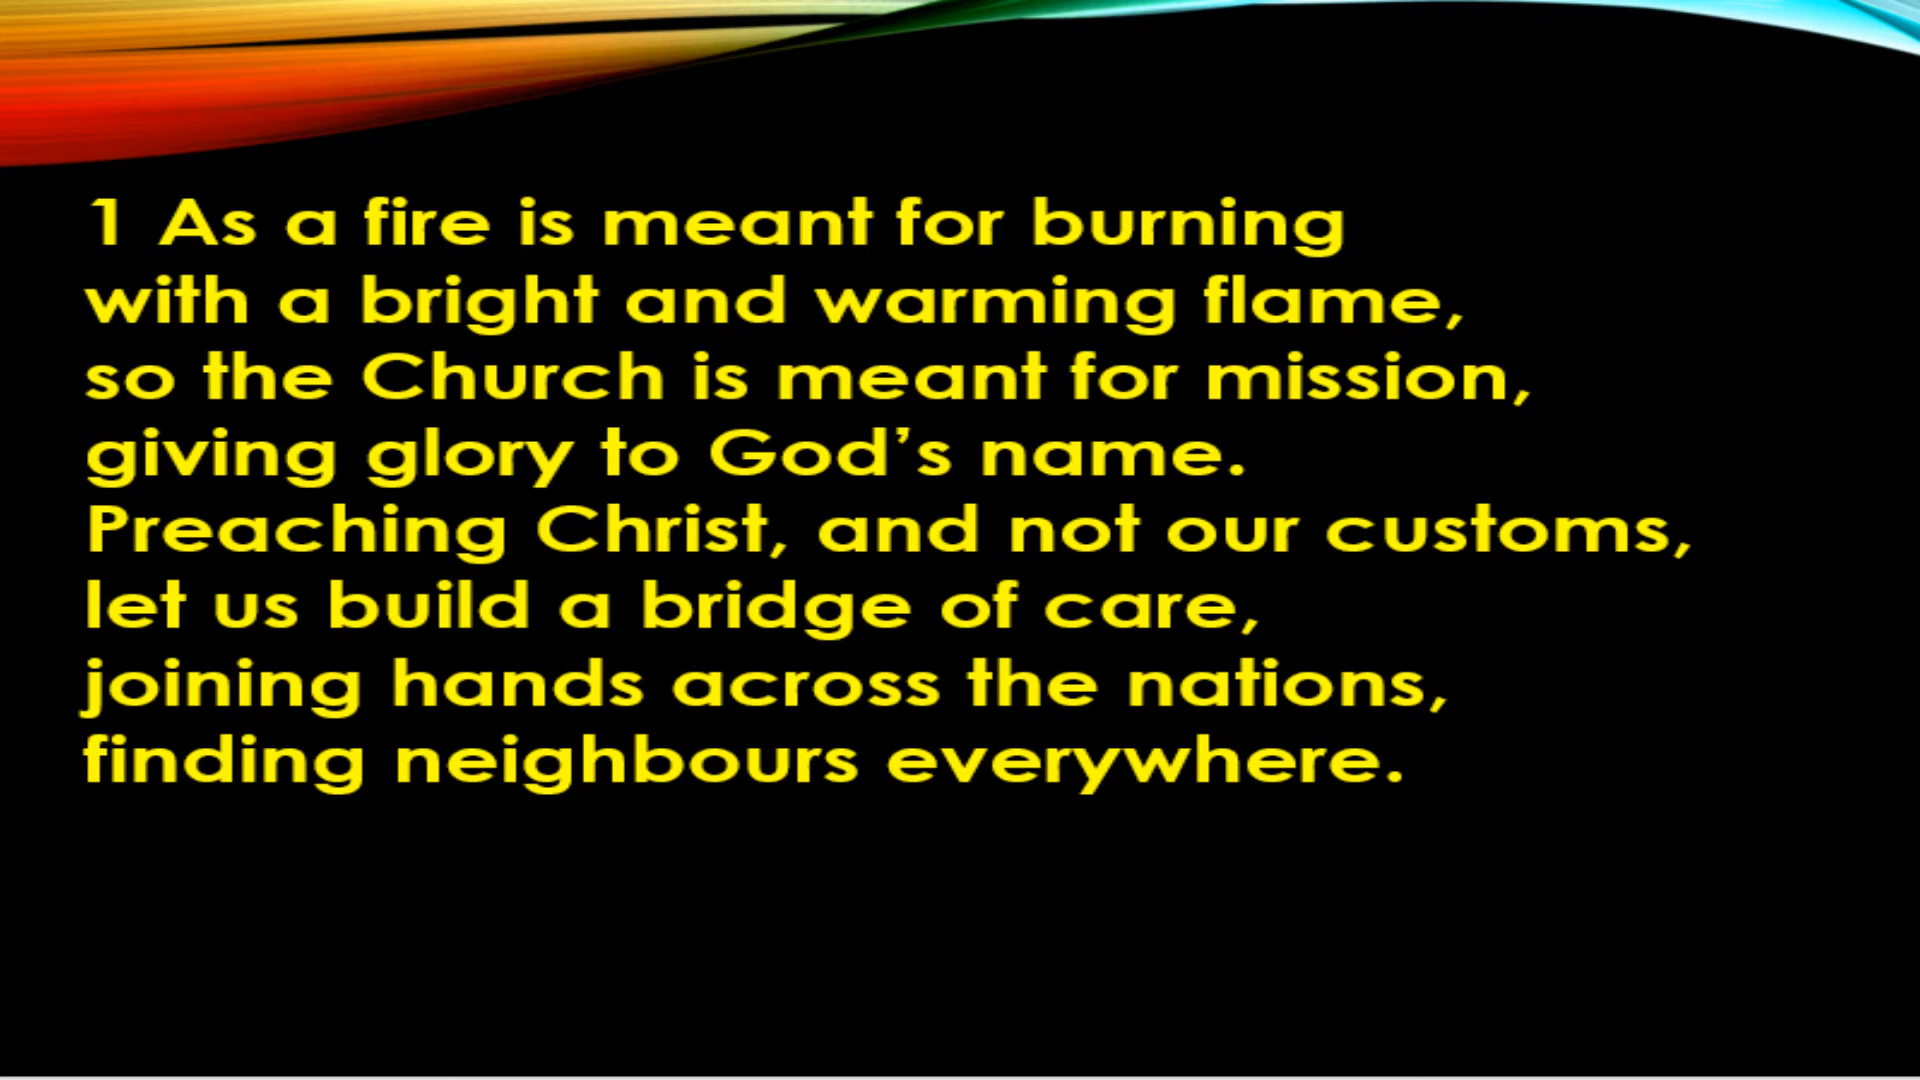 1 As a fire is meant for burning
with a bright and warming flame,
so the Church is meant for mission,
giving glory to God’s name.
Preaching Christ, and not our customs,
let us build a bridge of care,
joining hands across the nations,
finding neighbours everywhere.